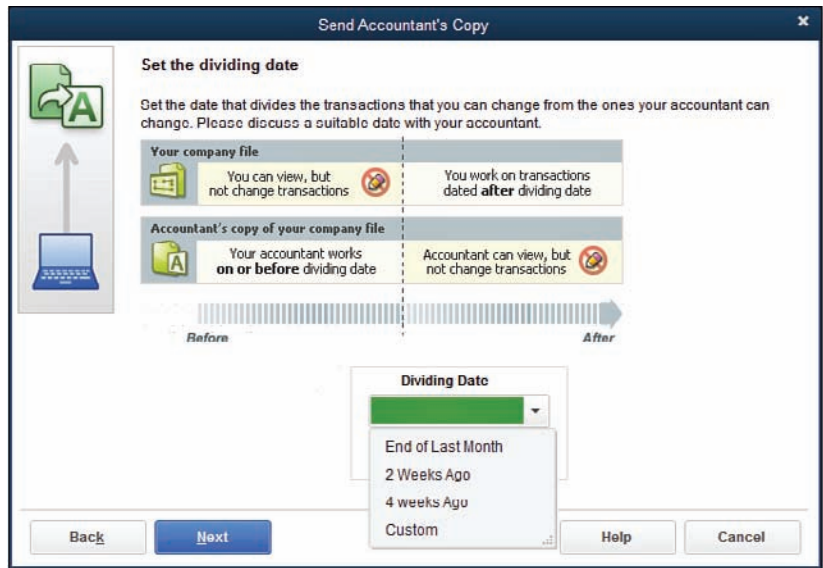 Send Accountant's Copy
Set the dividing date
Set the date that divides the transactions that you can change from the ones your accountant can
change. Please discuss a suitable date with your accountant.
Your company file
You can view, but
not change transactions
You work on transactions
dated after dividing date
Accountant's copy of your company file
Your accountant works
on or before dividing date
Accountant can view, but
not change transactions
Before
After
Dividing Date
End of Last Month
2 Weeks Ago
4 weeks Ago
Custom
Back
Next
Help
Cancel